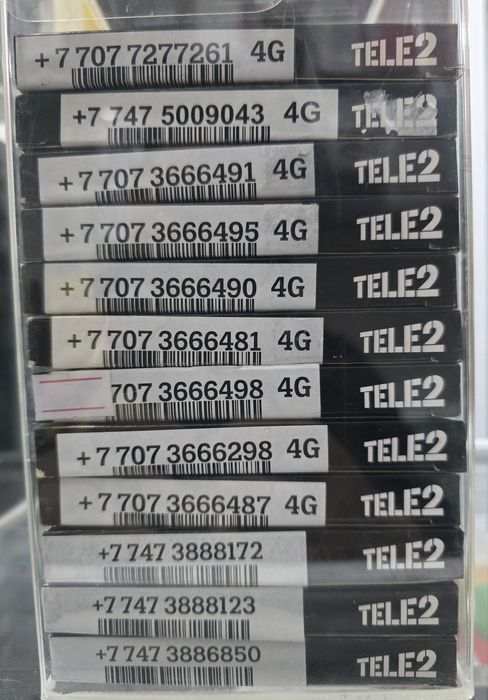 +7 707 7277261 4G TELE2
+7 747 5009043 4G TELE2
+7 707 3666491 4G TELE2
+7 707 3666495 4G TELE2
+7 707 3666490 4G TELE2
+7 707 3666481 4G TELE2
707 3666498 4G TELE2
+7 707 3666298 4G TELE2
+7 707 3666487 4G TELE2
+7 747 3888172 TELE2
+7 747 3888123 TELE2
+7 747 3886850 TELE2